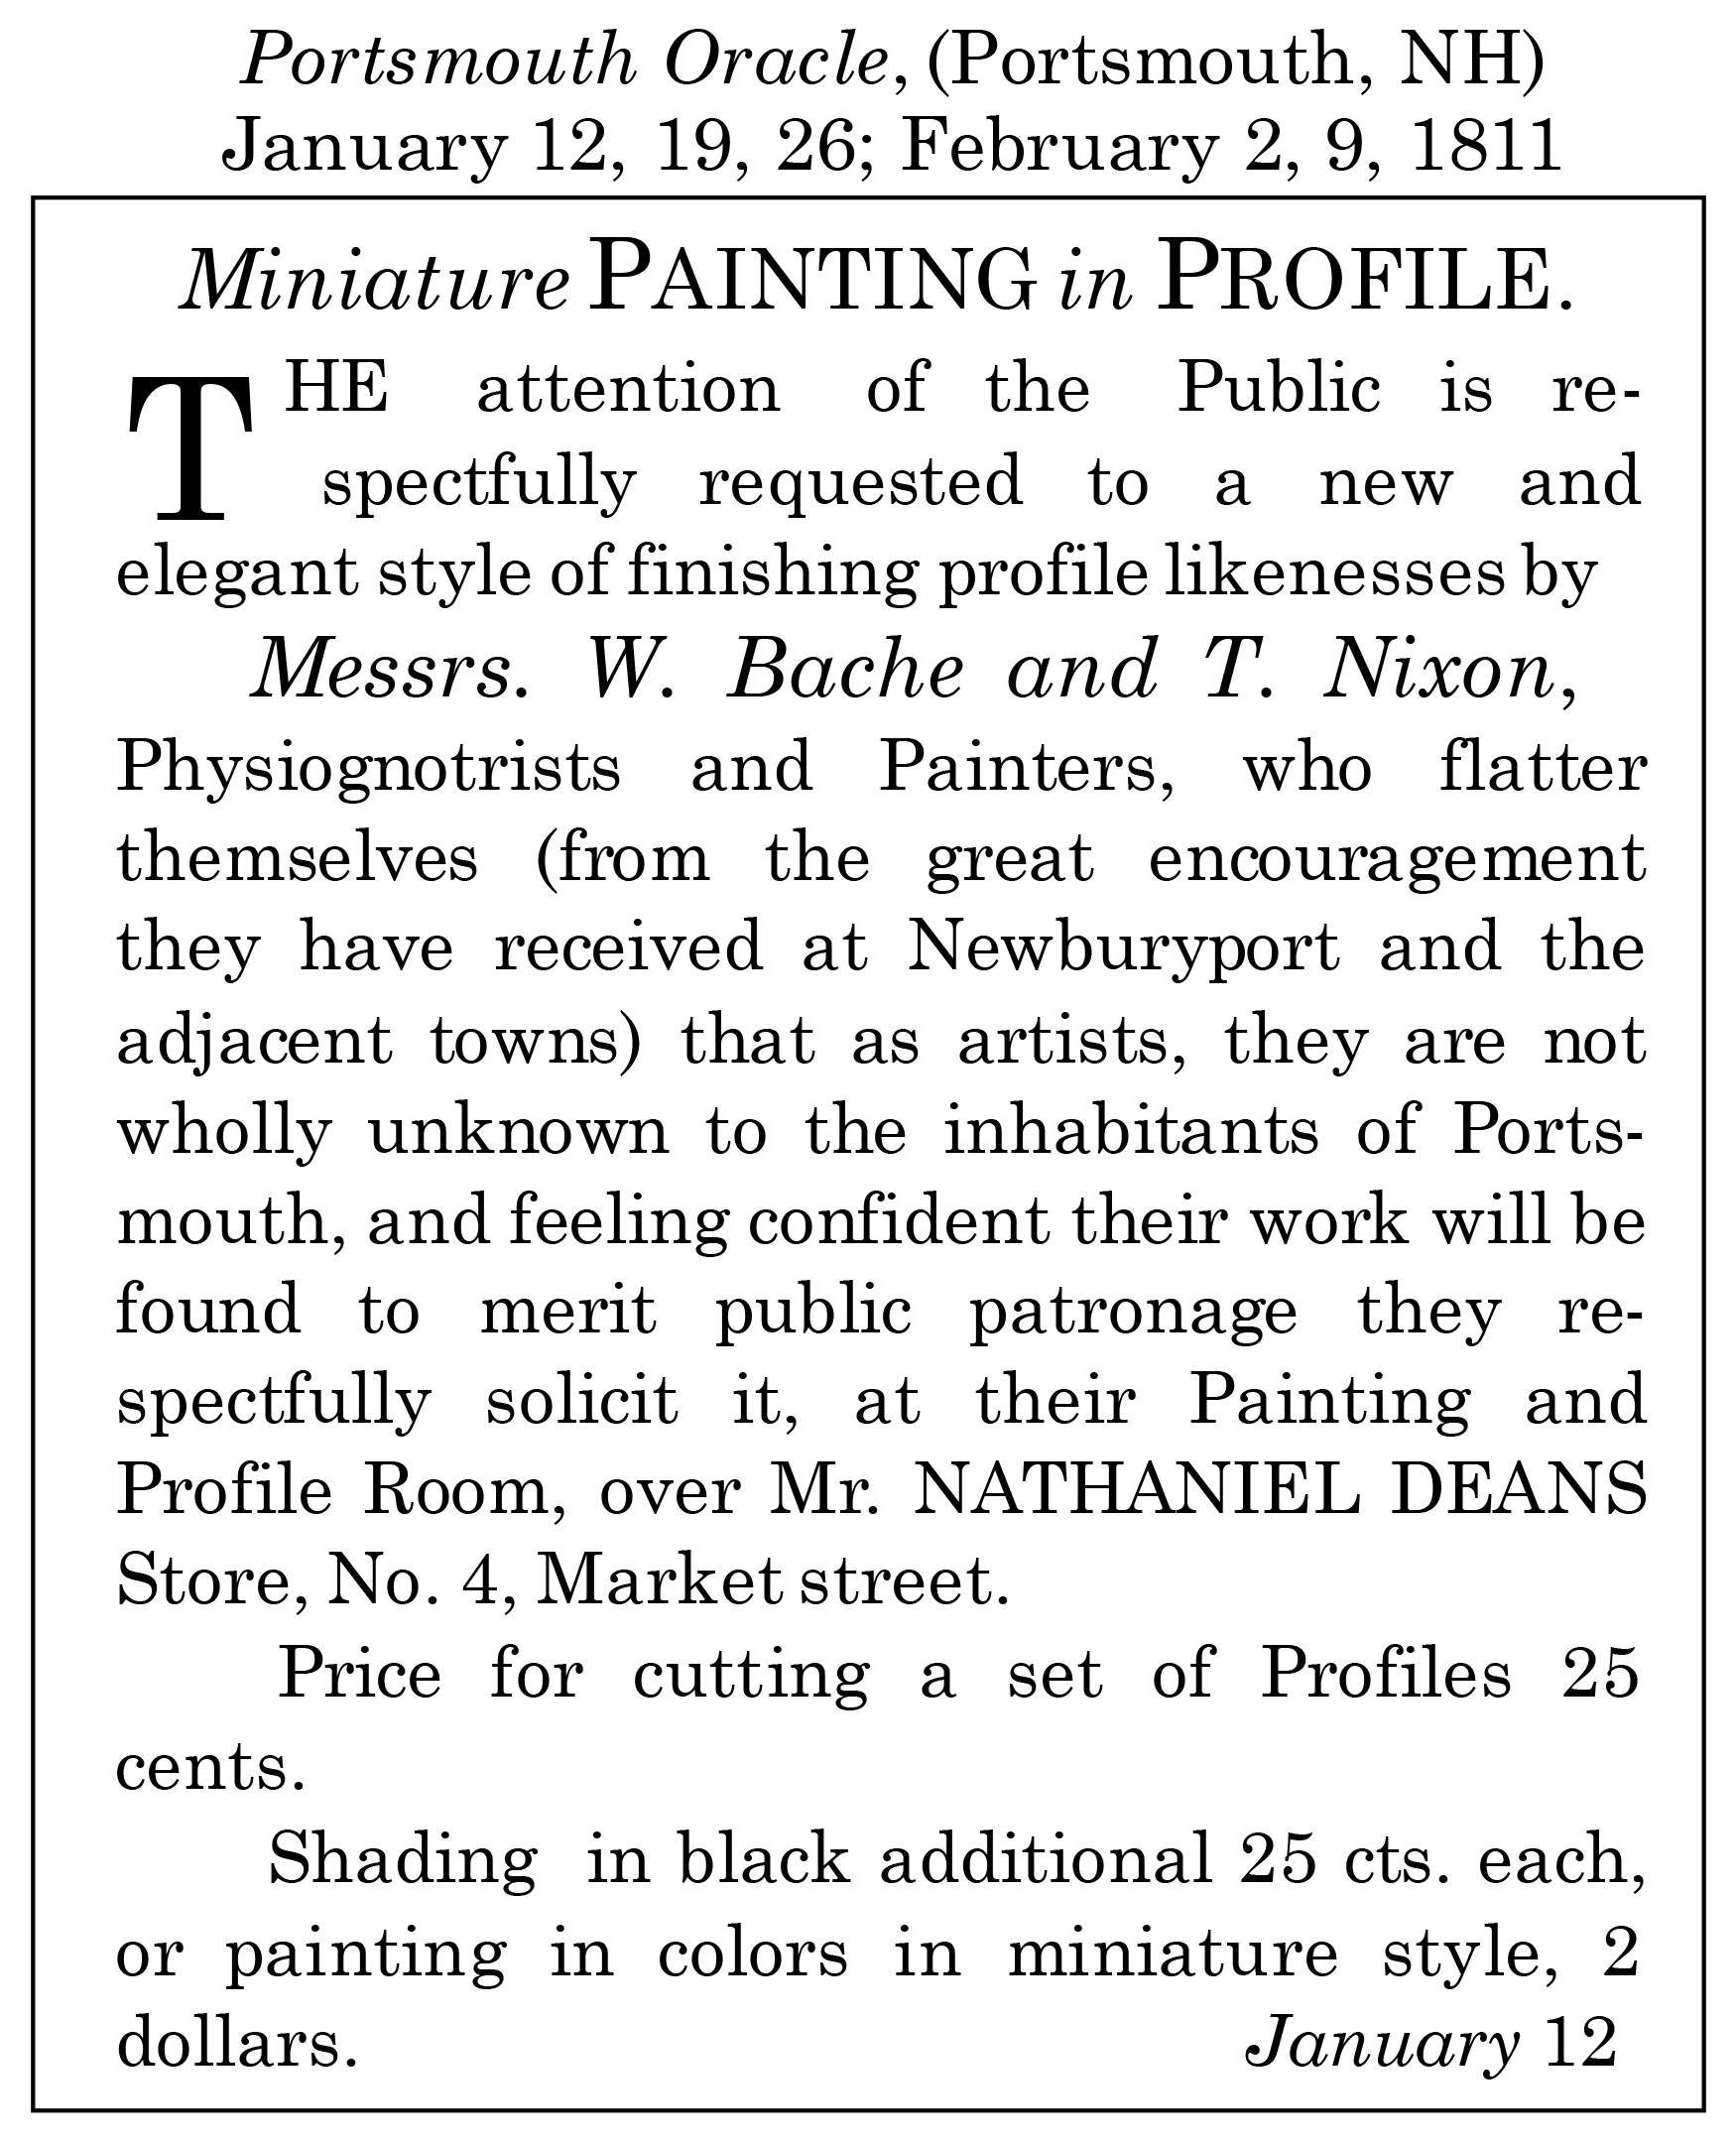 Portsmouth Oracle, (Portsmouth, NH)
January 12, 19, 26; February 2, 9, 1811
Miniature PAINTING in PROFILE.
THE attention of the Public is re-
spectfully requested to a new and
elegant style of finishing profile likenesses by
Messrs. W. Bache and T. Nixon,
Physiognotrists and Painters, who flatter
themselves (from the great encouragement
they have received at Newburyport and the
adjacent towns) that as artists, they are not
wholly unknown to the inhabitants of Ports-
mouth, and feeling confident their work will be
found to merit public patronage they re-
spectfully solicit it, at their Painting and
Profile Room, over Mr. NATHANIEL DEANS
Store, No. 4, Market street.
Price for cutting a set of Profiles 25
cents.
Shading in black additional 25 cts. each,
or painting in colors in miniature style, 2
dollars. January 12